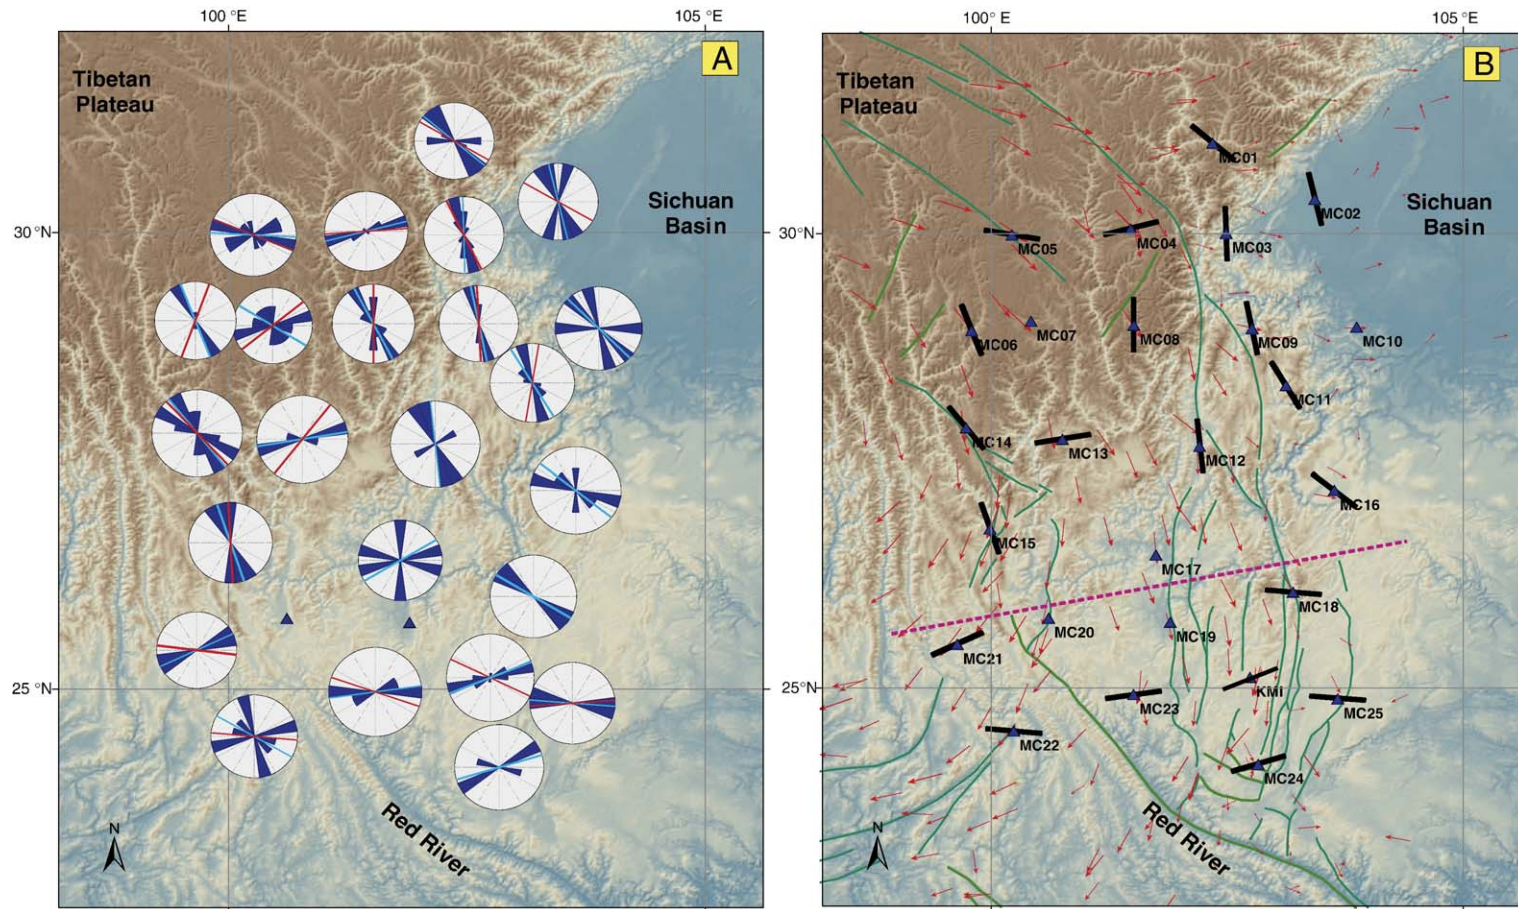 100 °E
105 °E
A
Tibetan
Plateau
Sichuan
Basin
30 °N
25 °N
Red River
N
100 °E
105 °E
B
Tibetan
Plateau
Sichuan
Basin
30°N
25 °N
MC01
MC02
MC03
MC04
MC05
MC06
MC07
MC08
MC09
MC10
MC11
MC12
MC13
MC14
MC15
MC16
MC17
MC18
MC19
MC20
MC21
MC22
MC23
KMI
MC24
MC25
Red River
N